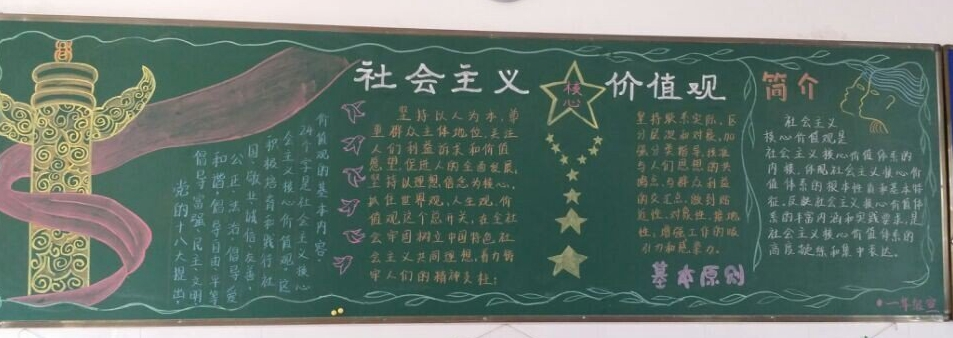 社会主义核心价值观
党的十八大提出，
倡导富强、民主、文明
和谐，倡导自由、平等
公正、法治，倡导爱
国、敬业、诚信、友善，
积极培育和践行社
会主义核心价值观。这
24个字是社会主义核心
价值观的基本内容。
坚持以人为本，尊
重群众主体地位，关注
人们利益诉求和价值
愿望，促进人的全面发展；
坚持以理想信念为核心，
抓住世界观、人生观、价
值观这个总开关，在全社
会牢固树立中国特色社
会主义共同理想，着力铸
牢人们的精神支柱；
坚持联系实际，区
分层次和对象，加
强分类指导，找准
与人们思想的共
鸣点、与群众利益
的交汇点，做到贴
近性、对象化、接地
性，增强工作的吸
引力和感染力。
基本原则
简介
社会主义
核心价值观是
社会主义核心价值体系的
内核，体现社会主义核心价
值体系的根本性质和基本特
征，反映社会主义核心价值体
系的丰富内涵和实践要求，是
社会主义核心价值体系的
高度凝练和集中表达。
一年级